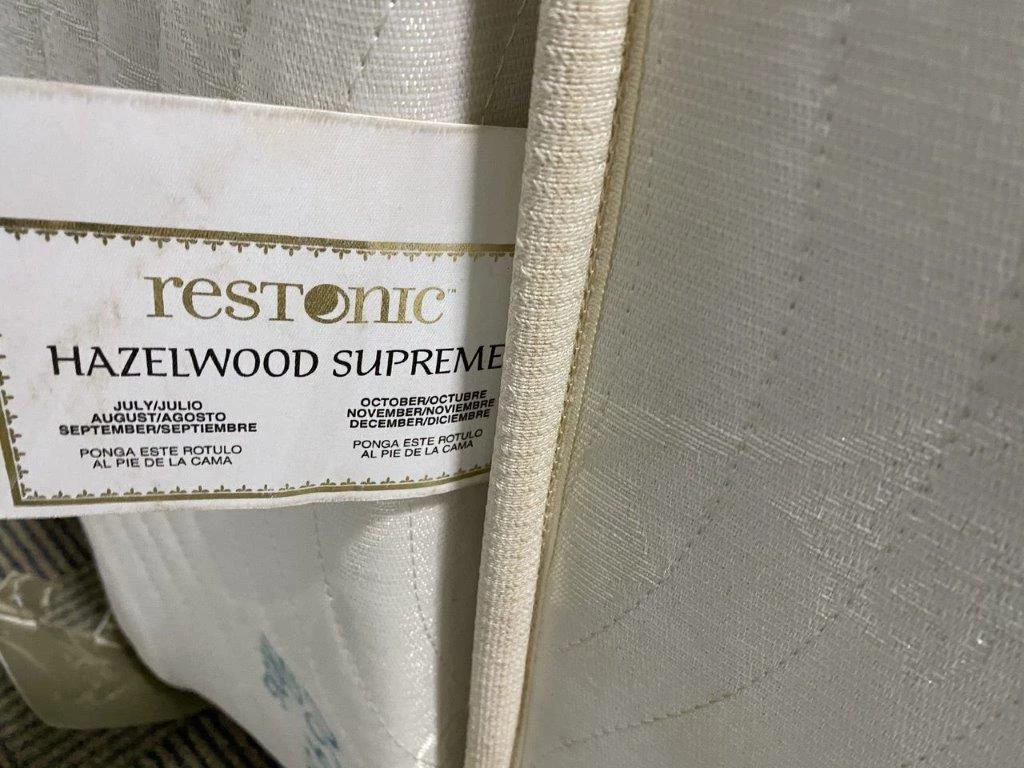 resTonic™
HAZELWOOD SUPREME
JULY/JULIO
AUGUST/AGOSTO
SEPTEMBER/SEPTIEMBRE
PONGA ESTE ROTULO
AL PIE DE LA CAMA
OCTOBER/OCTUBRE
NOVEMBER/NOVIEMBRE
DECEMBER/DICIEMBRE
PONGA ESTE ROTULO
AL PIE DE LA CAMA